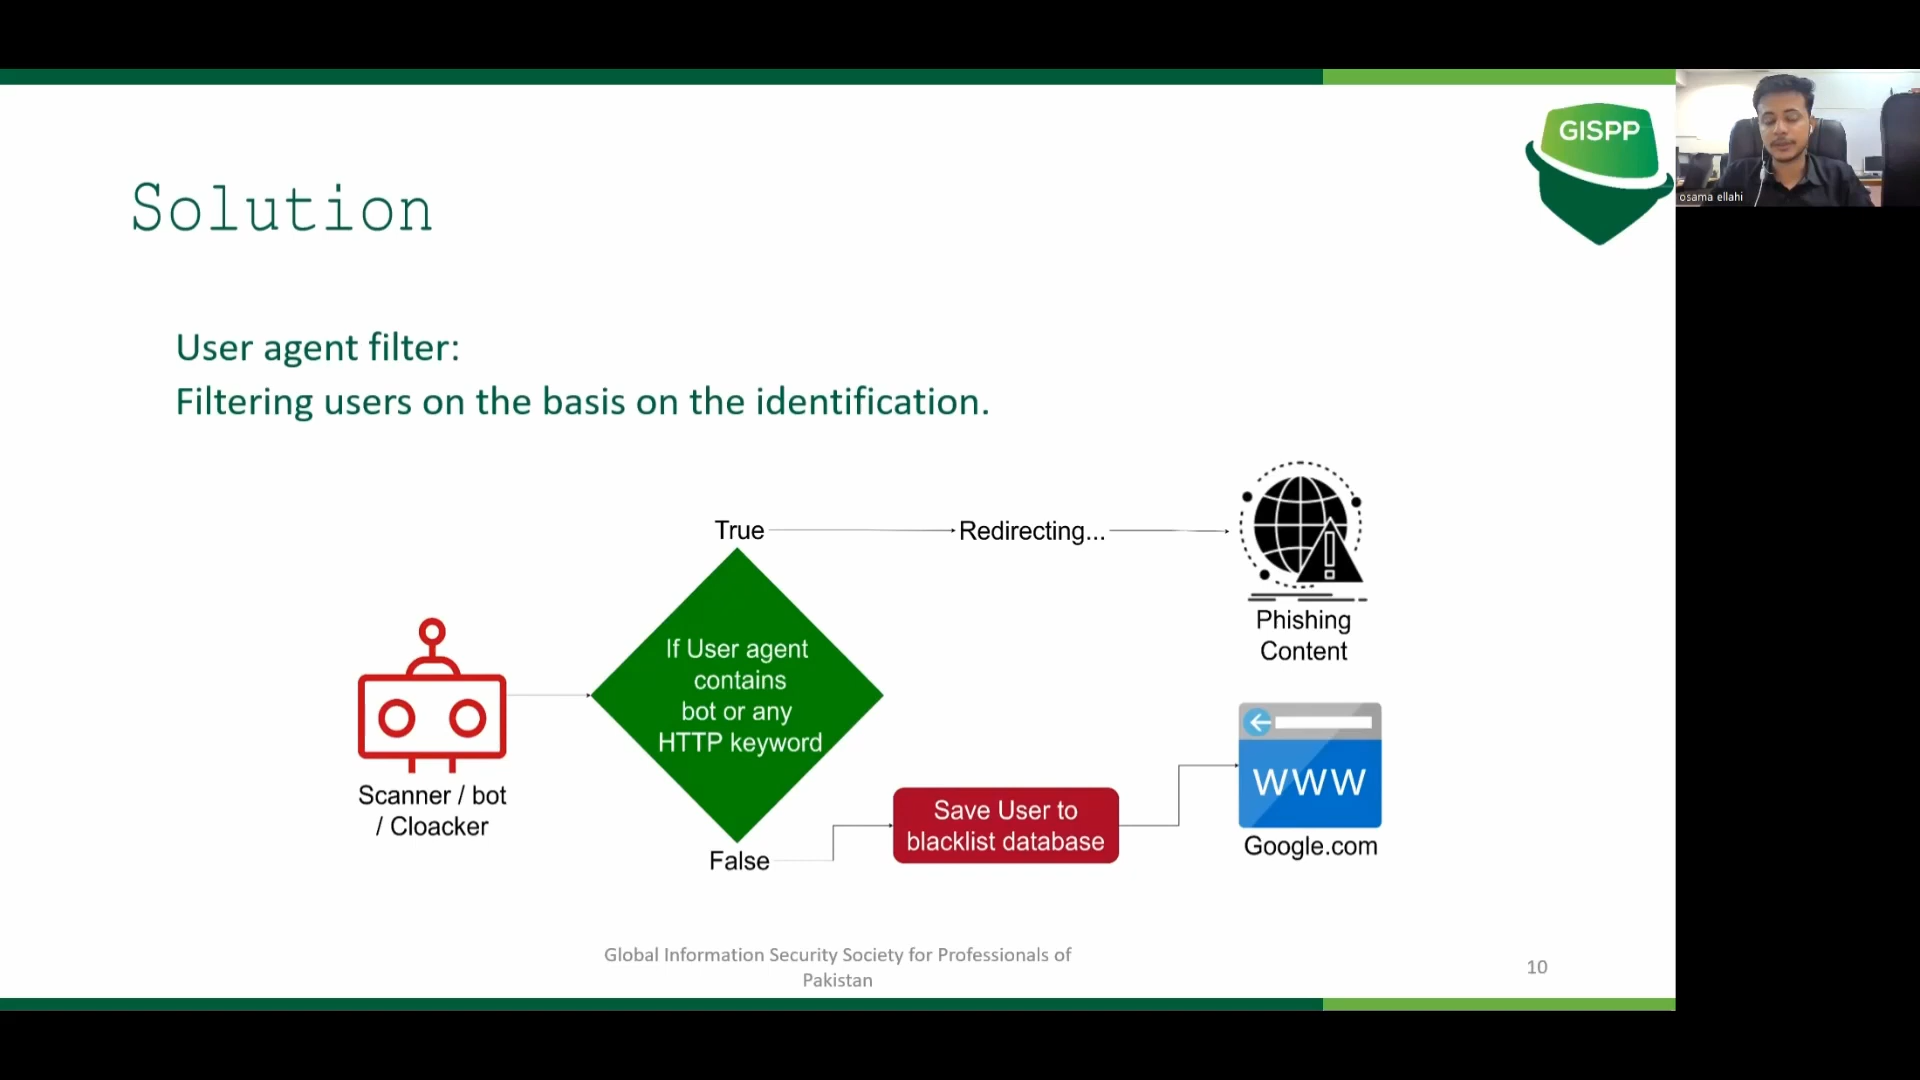 GISPP
osama ellahi
Solution
User agent filter:
Filtering users on the basis on the identification.
True
Redirecting...
If User agent
contains
bot or any
HTTP keyword
Phishing
Content
Scanner / bot
/ Cloacker
WWW
Save User to
blacklist database
False
Google.com
Global Information Security Society for Professionals of
Pakistan
10